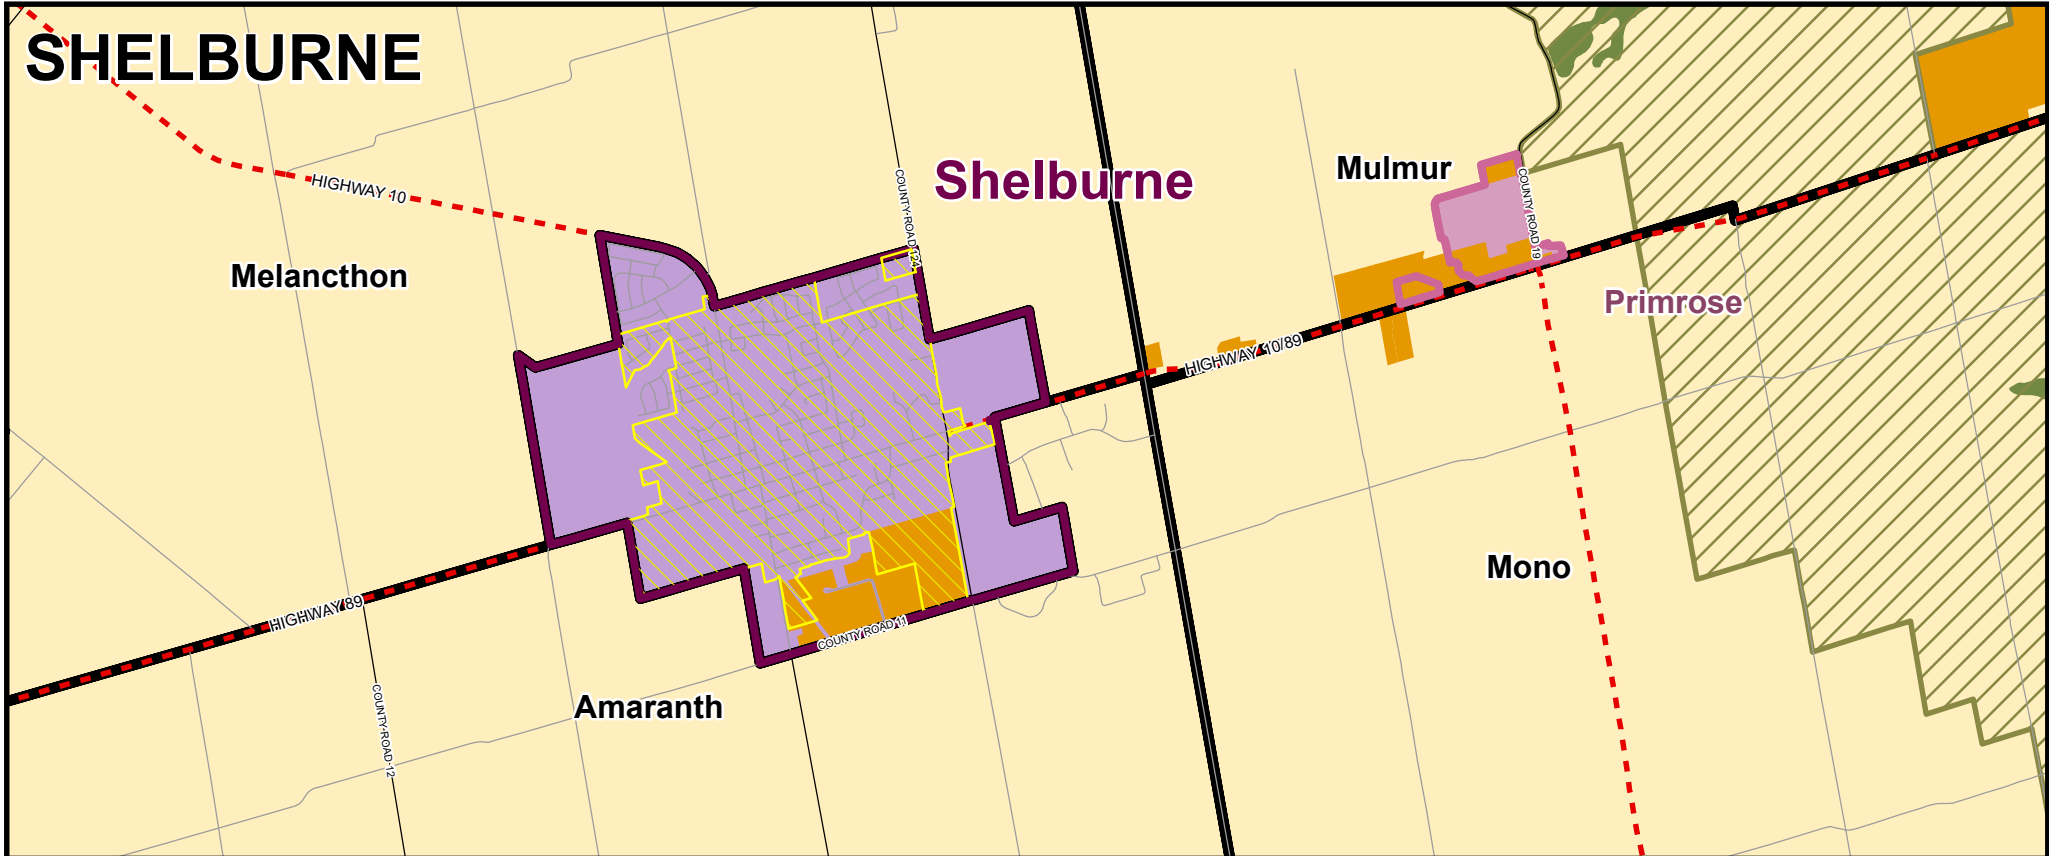 SHELBURNE
HIGHWAY 10
COUNTY ROAD 124
Shelburne
Mulmur
COUNTY ROAD 19
Melancthon
Primrose
HIGHWAY 10/89
Mono
HIGHWAY 89
COUNTY ROAD 11
COUNTY ROAD 12
Amaranth